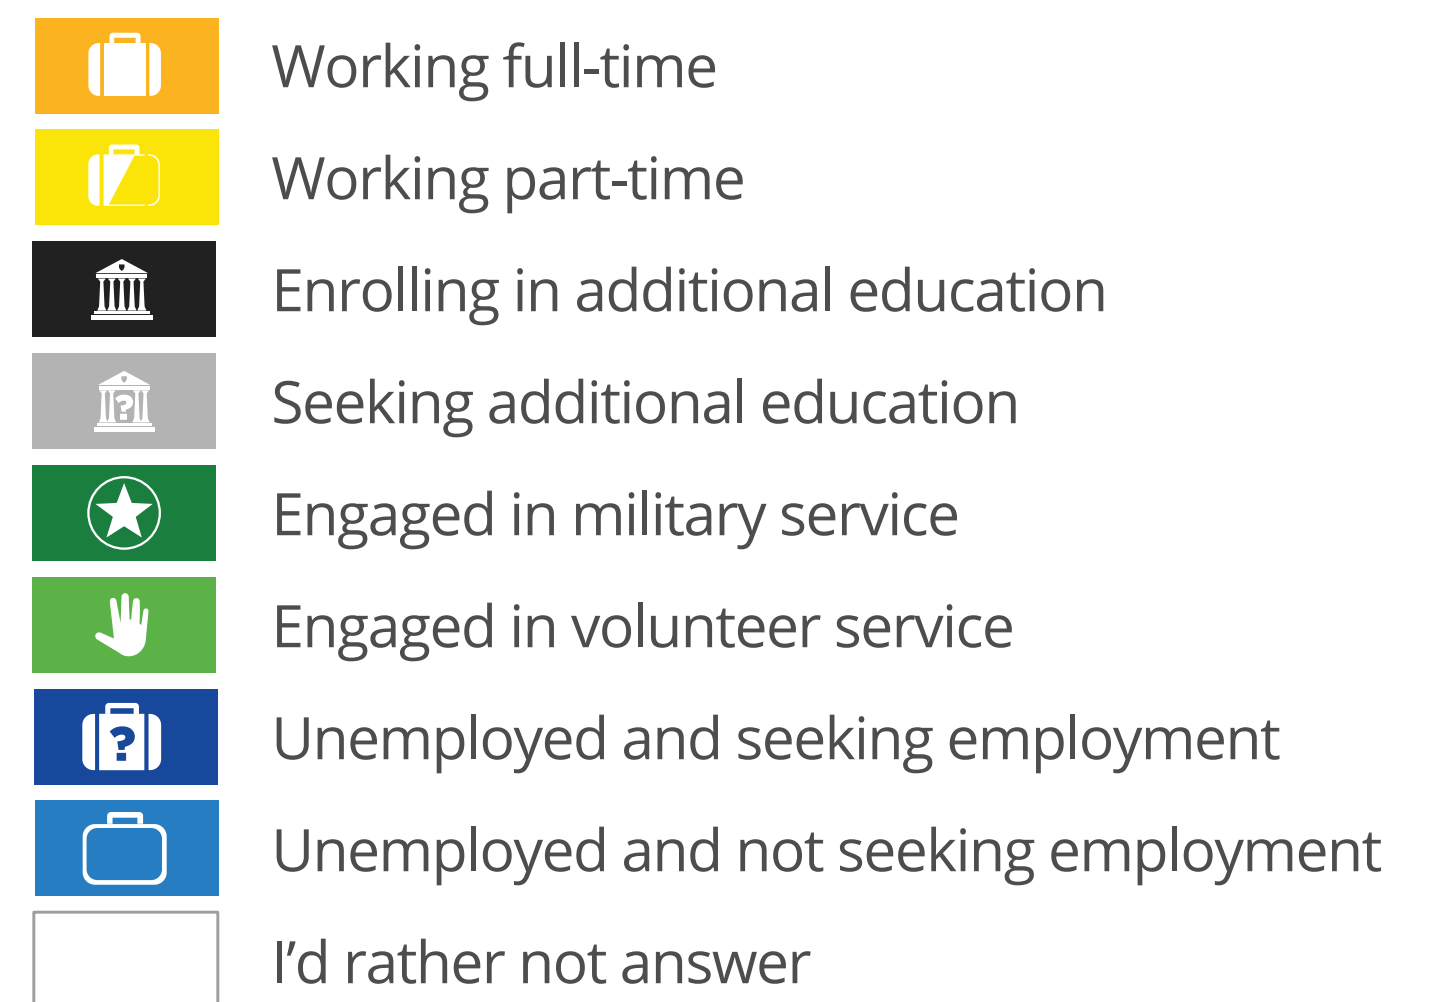 Working full-time
Working part-time
Enrolling in additional education
? Seeking additional education
Engaged in military service
Engaged in volunteer service
? Unemployed and seeking employment
Unemployed and not seeking employment
I’d rather not answer